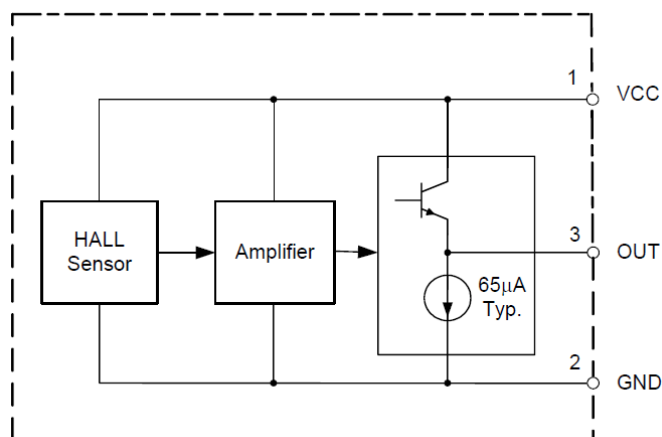 1
VCC
HALL
Sensor
Amplifier
3
OUT
65μA
Typ.
2
GND